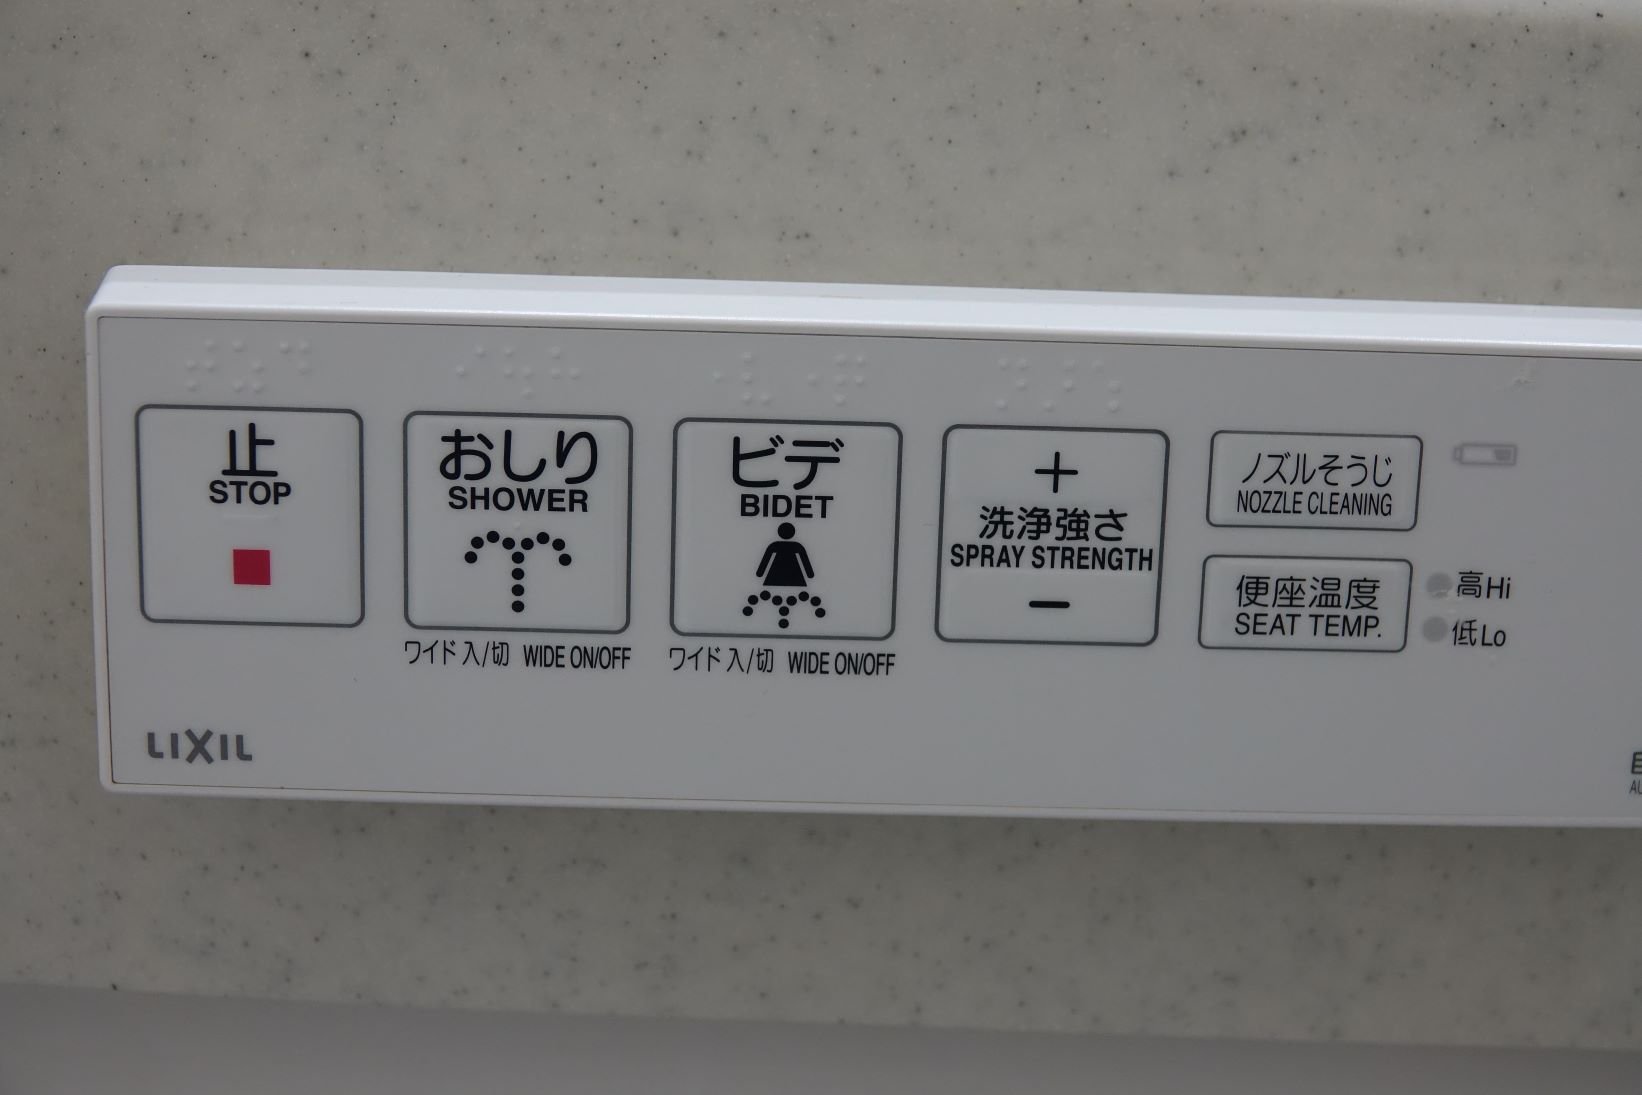 止
STOP
おしり
SHOWER
ワイド 入/切 WIDE ON/OFF
ビデ
BIDET
ワイド 入/切 WIDE ON/OFF
+
洗浄強さ
SPRAY STRENGTH
−
ノズルそうじ
NOZZLE CLEANING
便座温度
SEAT TEMP.
高Hi
低Lo
LIXIL